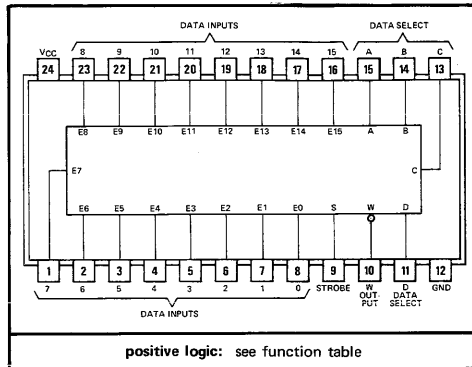 DATA INPUTS DATA SELECT
VCC 8 9 10 11 12 13 14 15 A B C
24 23 22 21 20 19 18 17 16 15 14 13
E8 E9 E10 E11 E12 E13 E14 E15 A B
E7 C
E6 E5 E4 E3 E2 E1 E0 S W D
1 2 3 4 5 6 7 8 9 10 11 12
7 6 5 4 3 2 1 0 STROBE W D GND
OUT- DATA
PUT SELECT
DATA INPUTS
positive logic: see function table